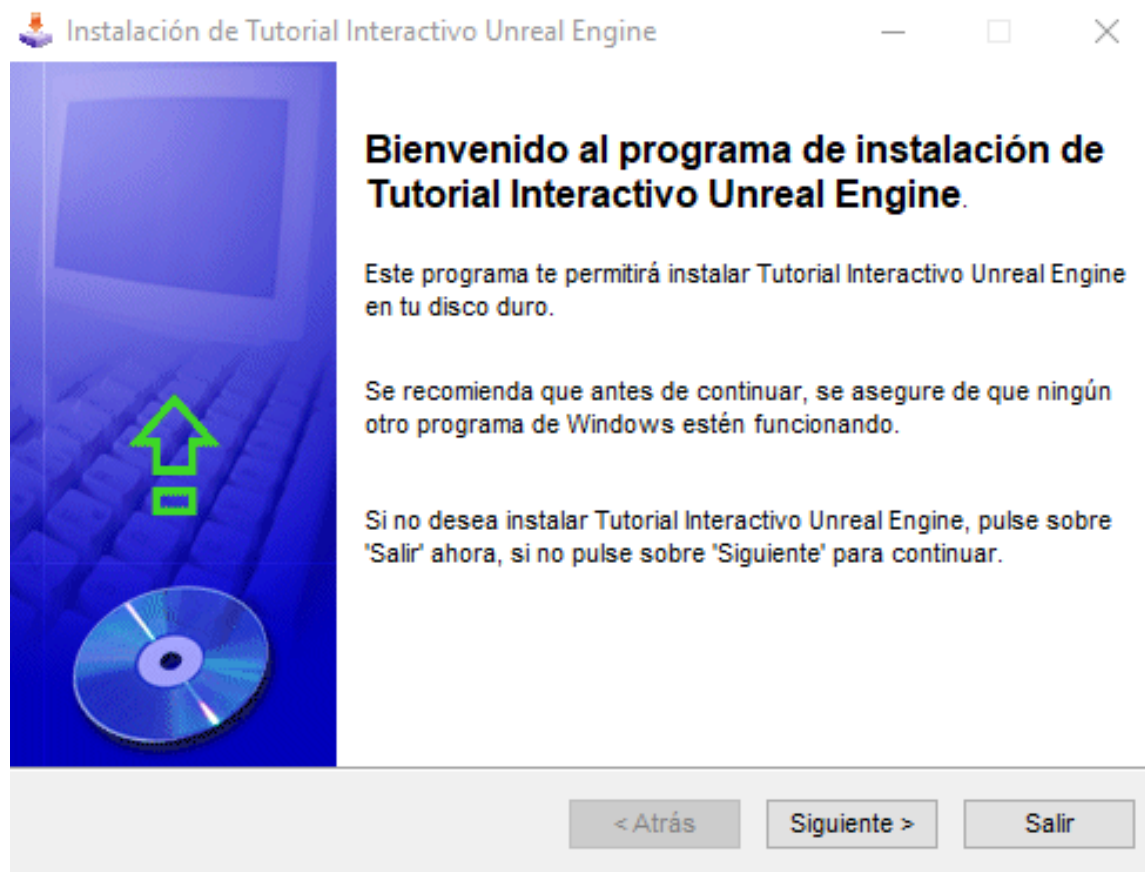 Instalación de Tutorial Interactivo Unreal Engine
Bienvenido al programa de instalación de
Tutorial Interactivo Unreal Engine.
Este programa te permitirá instalar Tutorial Interactivo Unreal Engine
en tu disco duro.
Se recomienda que antes de continuar, se asegure de que ningún
otro programa de Windows estén funcionando.
Si no desea instalar Tutorial Interactivo Unreal Engine, pulse sobre
'Salir' ahora, si no pulse sobre 'Siguiente' para continuar.
< Atrás
Siguiente >
Salir